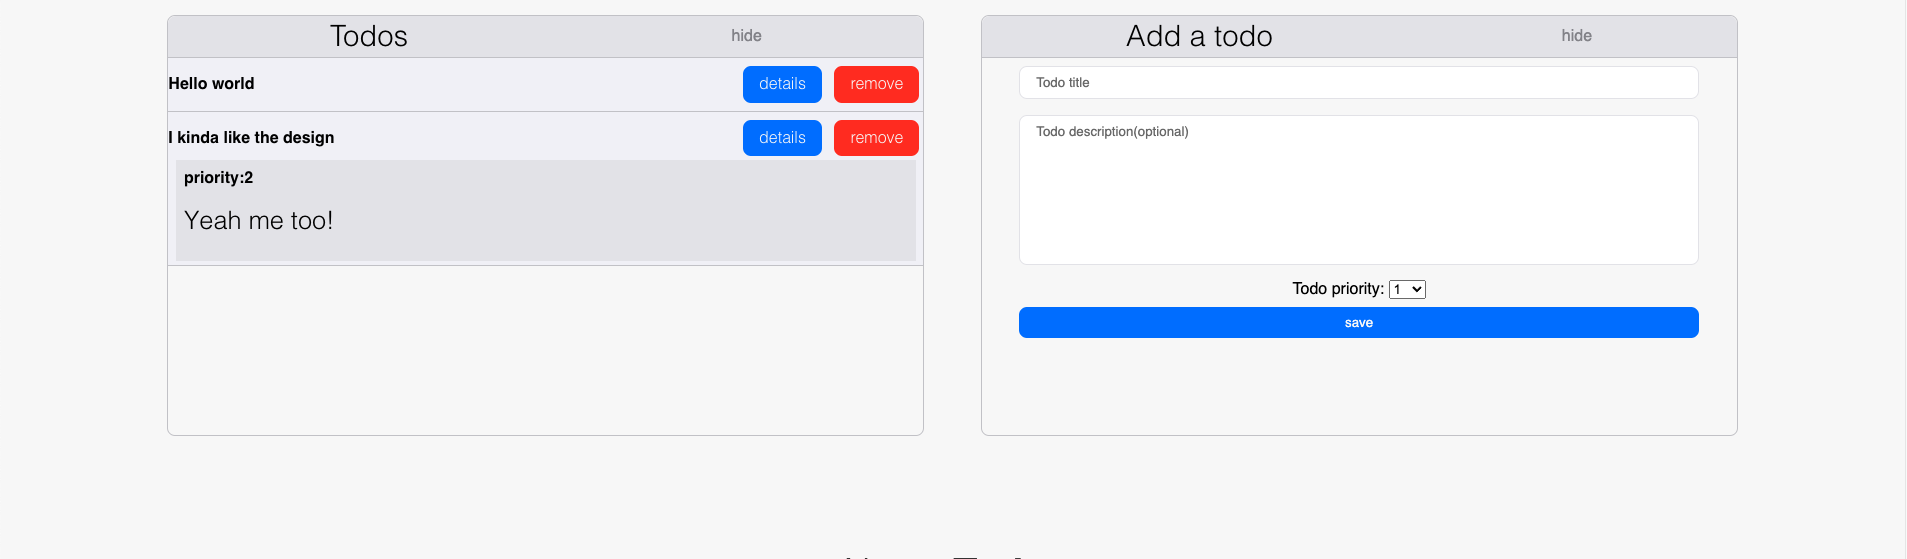 Todos hide
Hello world details remove
I kinda like the design details remove
priority:2
Yeah me too!
Add a todo hide
Todo title
Todo description(optional)
Todo priority: 1
save